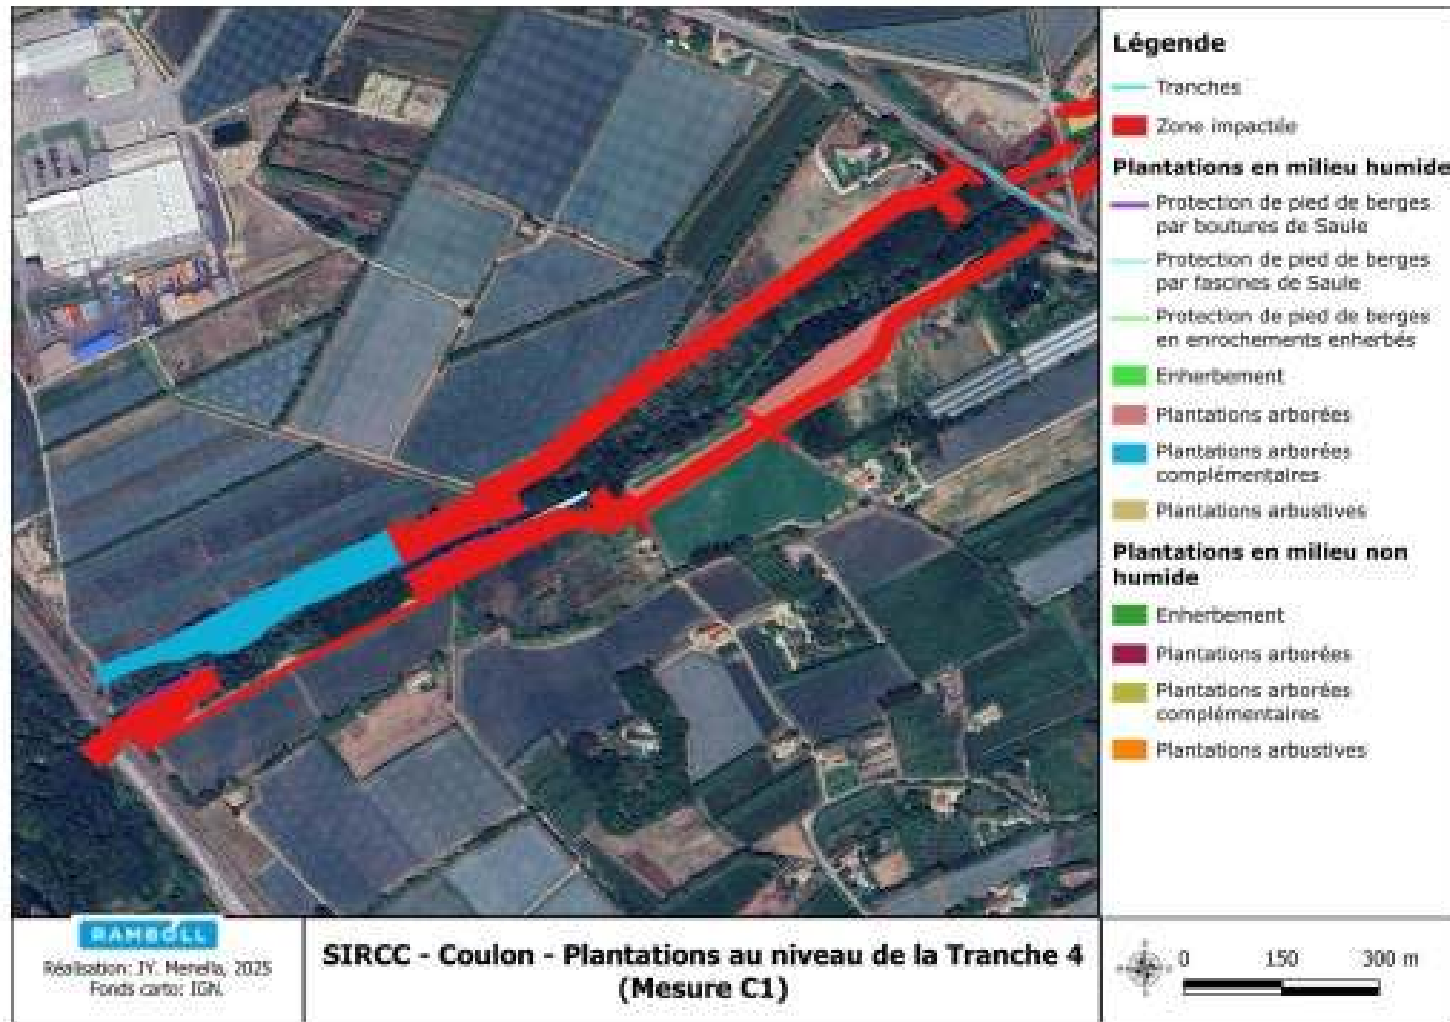 Légende
Tranches
Zone impactée
Plantations en milieu humide
Protection de pied de berges
par boutures de Saule
Protection de pied de berges
par fascines de Saule
Protection de pied de berges
en enrochements enherbés
Enherbement
Plantations arborées
Plantations arborées
complémentaires
Plantations arbustives
Plantations en milieu non
humide
Enherbement
Plantations arborées
Plantations arborées
complémentaires
Plantations arbustives
RAMBOLL
Réalisation: JY. Menella, 2025
Fonds carto: IGN.
SIRCC - Coulon - Plantations au niveau de la Tranche 4
(Mesure C1)
0 150 300 m